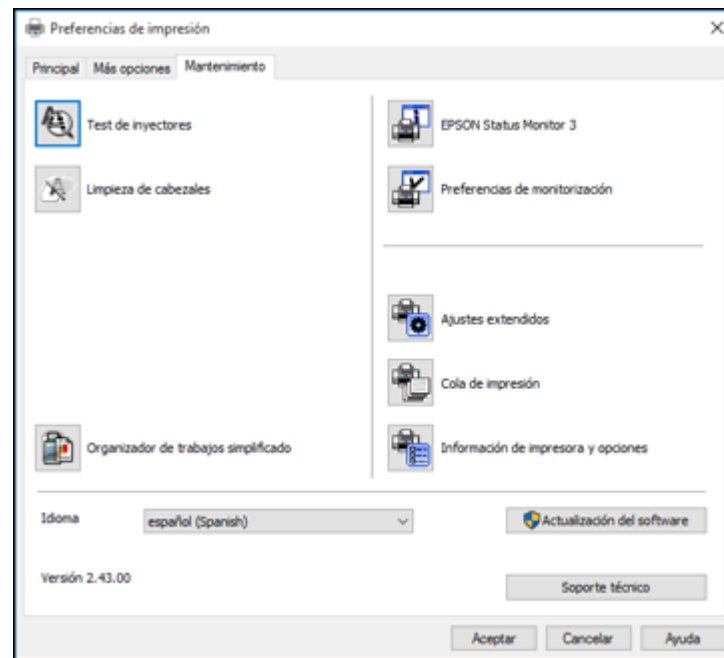 Preferencias de impresión
Principal Más opciones Mantenimiento
Test de inyectores
EPSON Status Monitor 3
Limpieza de cabezales
Preferencias de monitorización
Ajustes extendidos
Cola de impresión
Organizador de trabajos simplificado
Información de impresora y opciones
Idioma
español (Spanish)
Actualización del software
Versión 2.43.00
Soporte técnico
Aceptar Cancelar Ayuda